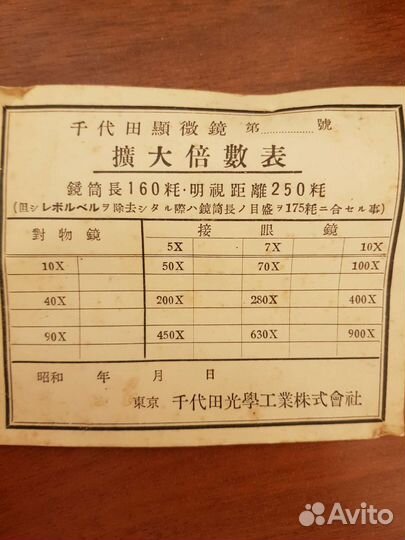 千代田顯微鏡 第............號
擴大倍數表
鏡筒長160粍·明視距離250粍
(但シレボルベルヲ除去シタル際ハ鏡筒長ノ目盛ヲ175粍ニ合セル事)
對物鏡 接眼鏡
5X 7X 10X
10X 50X 70X 100X
40X 200X 280X 400X
90X 450X 630X 900X
昭和 年 月 日
東京 千代田光學工業株式會社
Avito